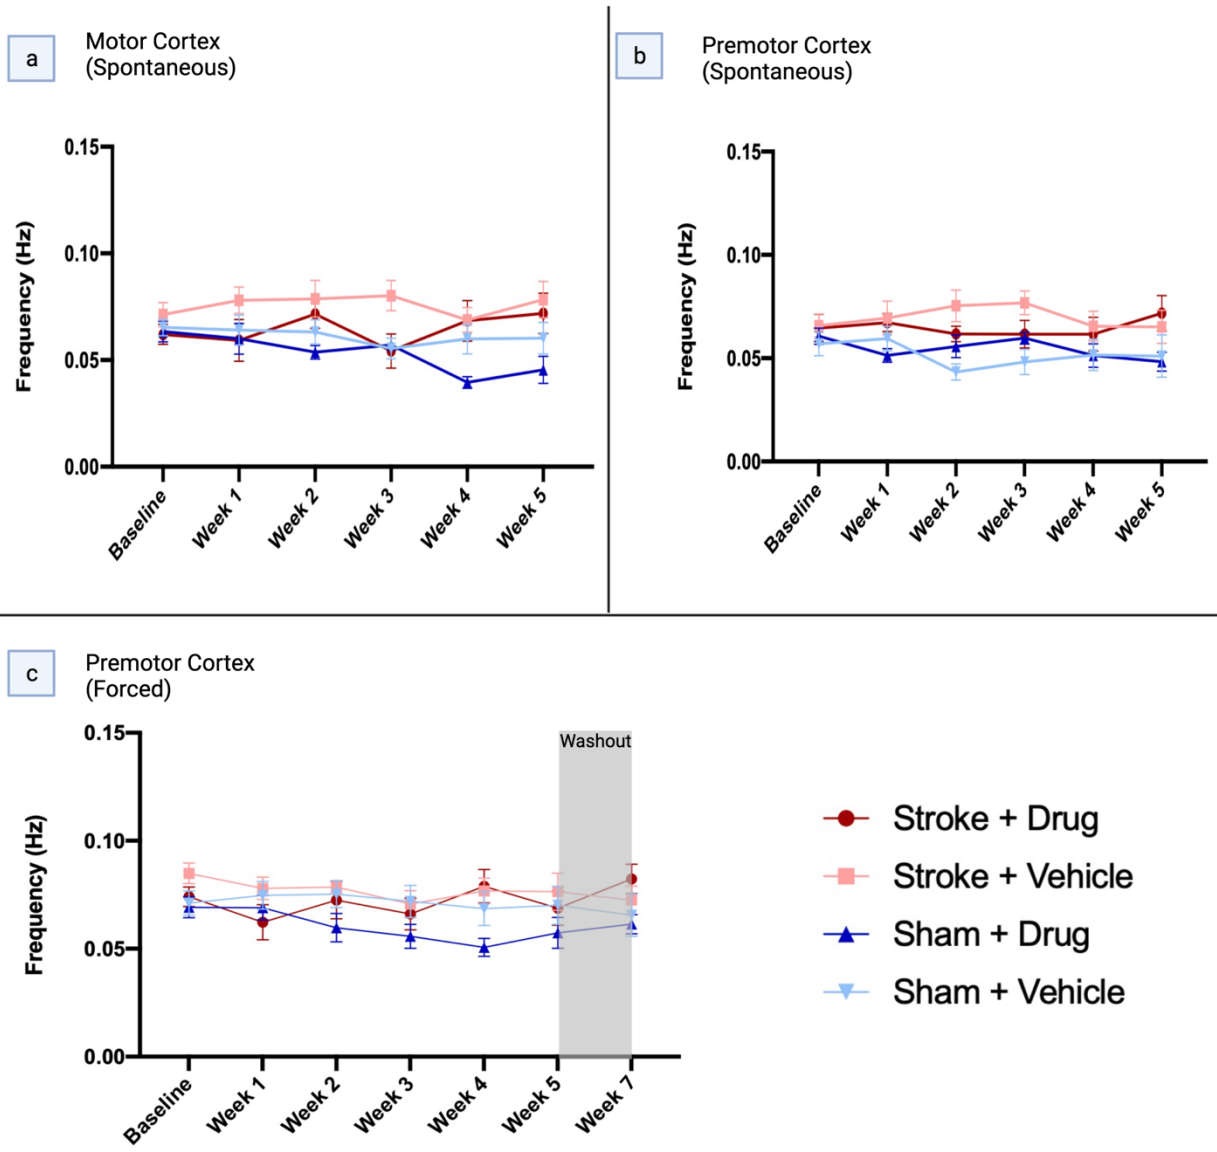 a
Motor Cortex
(Spontaneous)
0.15
0.10
0.05
0.00
Frequency (Hz)
Baseline
Week 1
Week 2
Week 3
Week 4
Week 5
b
Premotor Cortex
(Spontaneous)
0.15
0.10
0.05
0.00
Frequency (Hz)
Baseline
Week 1
Week 2
Week 3
Week 4
Week 5
c
Premotor Cortex
(Forced)
0.15
0.10
0.05
0.00
Frequency (Hz)
Washout
Baseline
Week 1
Week 2
Week 3
Week 4
Week 5
Week 7
Stroke + Drug
Stroke + Vehicle
Sham + Drug
Sham + Vehicle